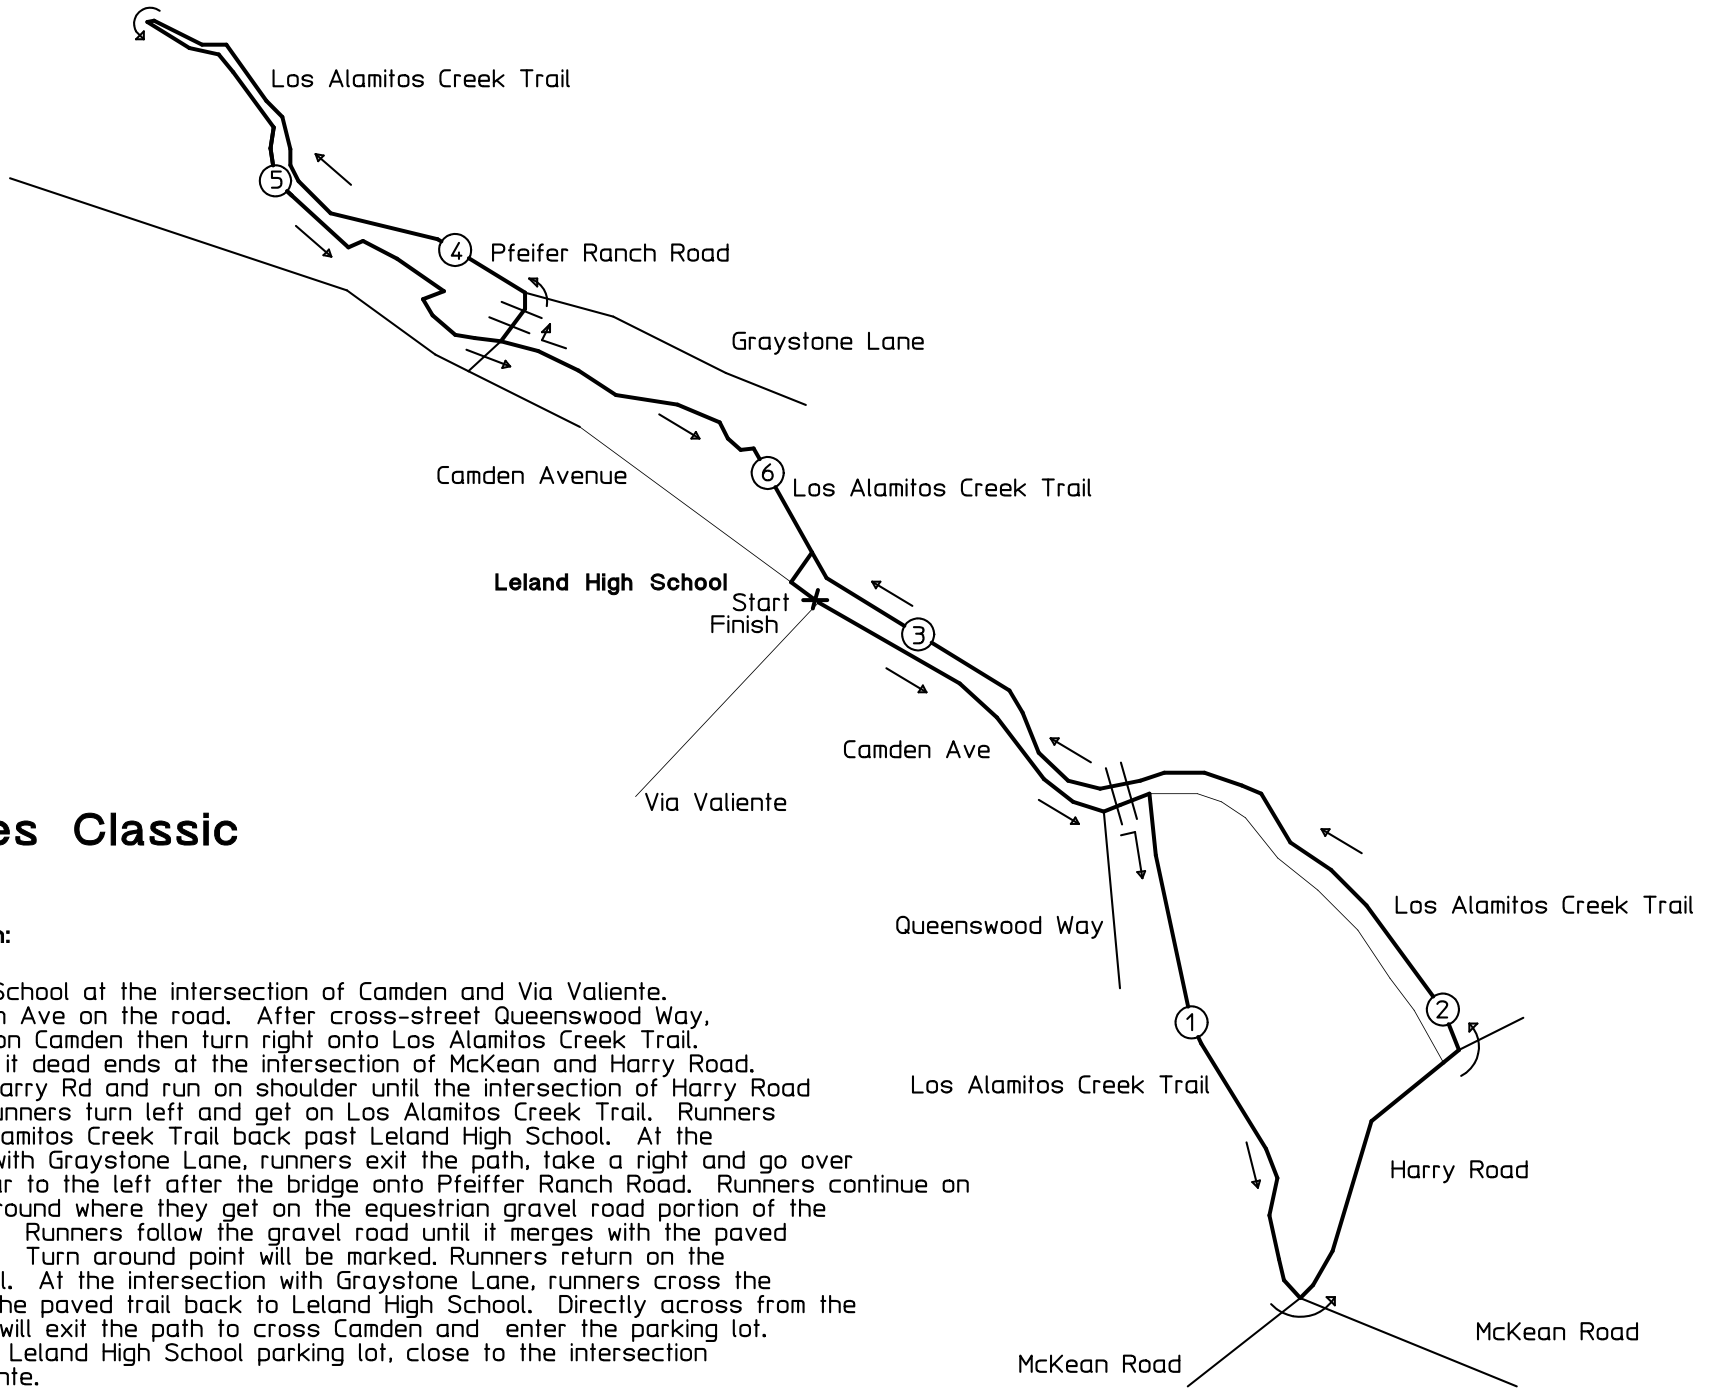 Los Alamitos Creek Trail
5
4
Pfeifer Ranch Road
Graystone Lane
Camden Avenue
6
Los Alamitos Creek Trail
Leland High School
Start
Finish
3
Camden Ave
Via Valiente
es Classic
Queenswood Way
Los Alamitos Creek Trail
2
1
n:
School at the intersection of Camden and Via Valiente.
n Ave on the road. After cross-street Queenswood Way,
on Camden then turn right onto Los Alamitos Creek Trail.
it dead ends at the intersection of McKean and Harry Road.
arry Rd and run on shoulder until the intersection of Harry Road
unners turn left and get on Los Alamitos Creek Trail. Runners
lamitos Creek Trail back past Leland High School. At the
with Graystone Lane, runners exit the path, take a right and go over
ar to the left after the bridge onto Pfeiffer Ranch Road. Runners continue on
round where they get on the equestrian gravel road portion of the
Runners follow the gravel road until it merges with the paved
Turn around point will be marked. Runners return on the
l. At the intersection with Graystone Lane, runners cross the
he paved trail back to Leland High School. Directly across from the
will exit the path to cross Camden and enter the parking lot.
Leland High School parking lot, close to the intersection
nte.
Los Alamitos Creek Trail
Harry Road
McKean Road
McKean Road